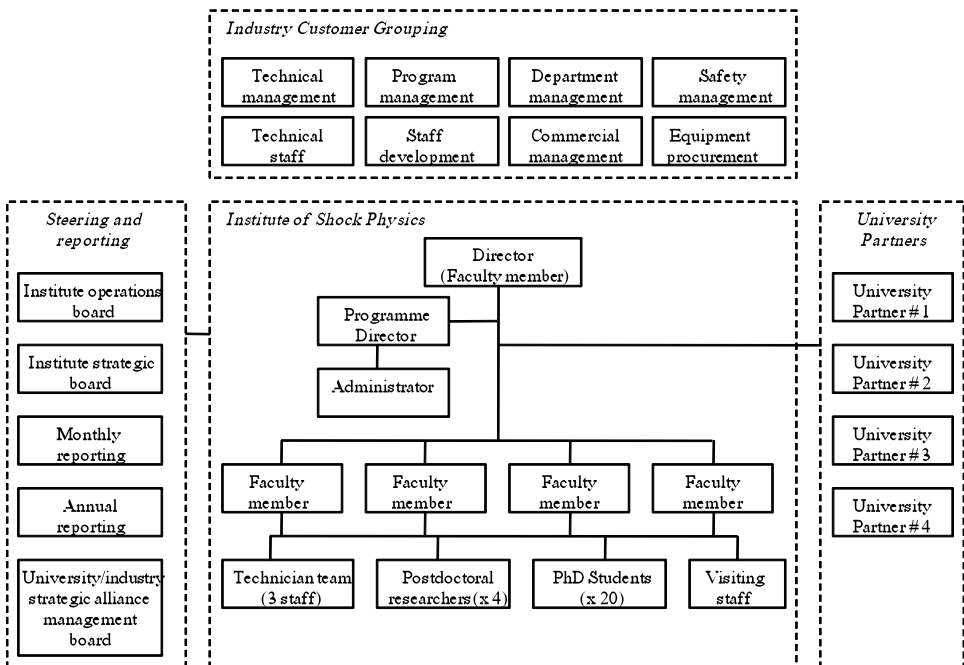 Industry Customer Grouping
Technical
management
Program
management
Department
management
Safety
management
Technical
staff
Staff
development
Commercial
management
Equipment
procurement
Steering and
reporting
Institute operations
board
Institute strategic
board
Monthly
reporting
Annual
reporting
University/industry
strategic alliance
management
board
Institute of Shock Physics
Director
(Faculty member)
Programme
Director
Administrator
Faculty
member
Faculty
member
Faculty
member
Faculty
member
Technician team
(3 staff)
Postdoctoral
researchers (x 4)
PhD Students
(x 20)
Visiting
staff
University
Partners
University
Partner # 1
University
Partner # 2
University
Partner # 3
University
Partner # 4